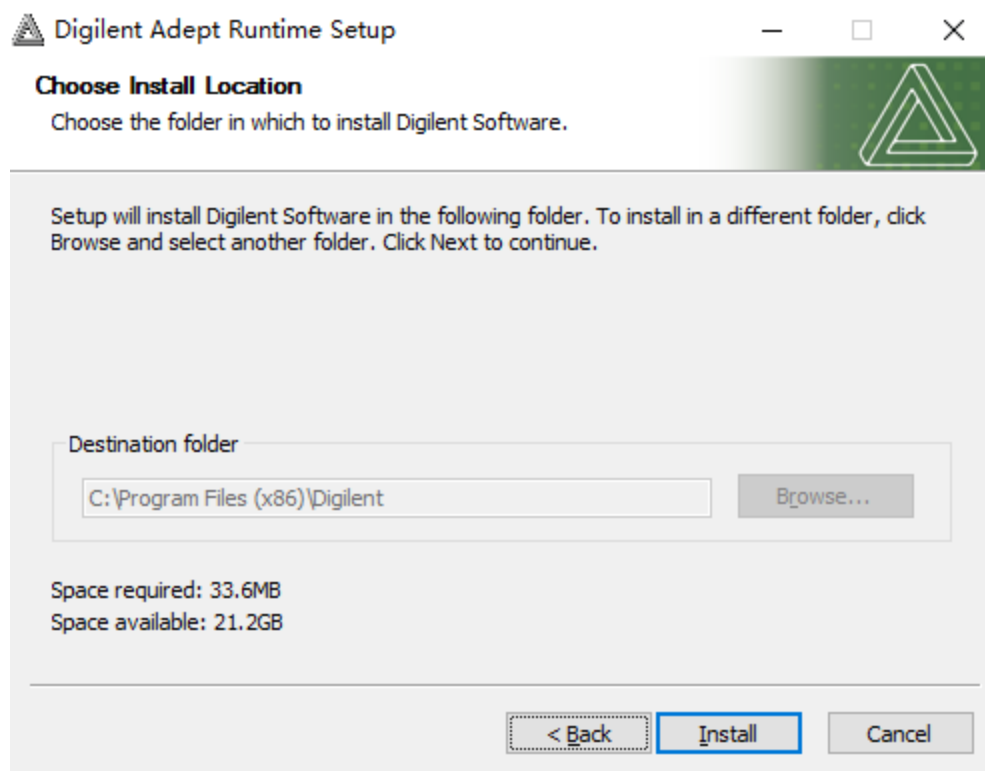 Digilent Adept Runtime Setup
Choose Install Location
Choose the folder in which to install Digilent Software.
Setup will install Digilent Software in the following folder. To install in a different folder, click
Browse and select another folder. Click Next to continue.
Destination folder
C:\Program Files (x86)\Digilent
Browse...
Space required: 33.6MB
Space available: 21.2GB
< Back
Install
Cancel